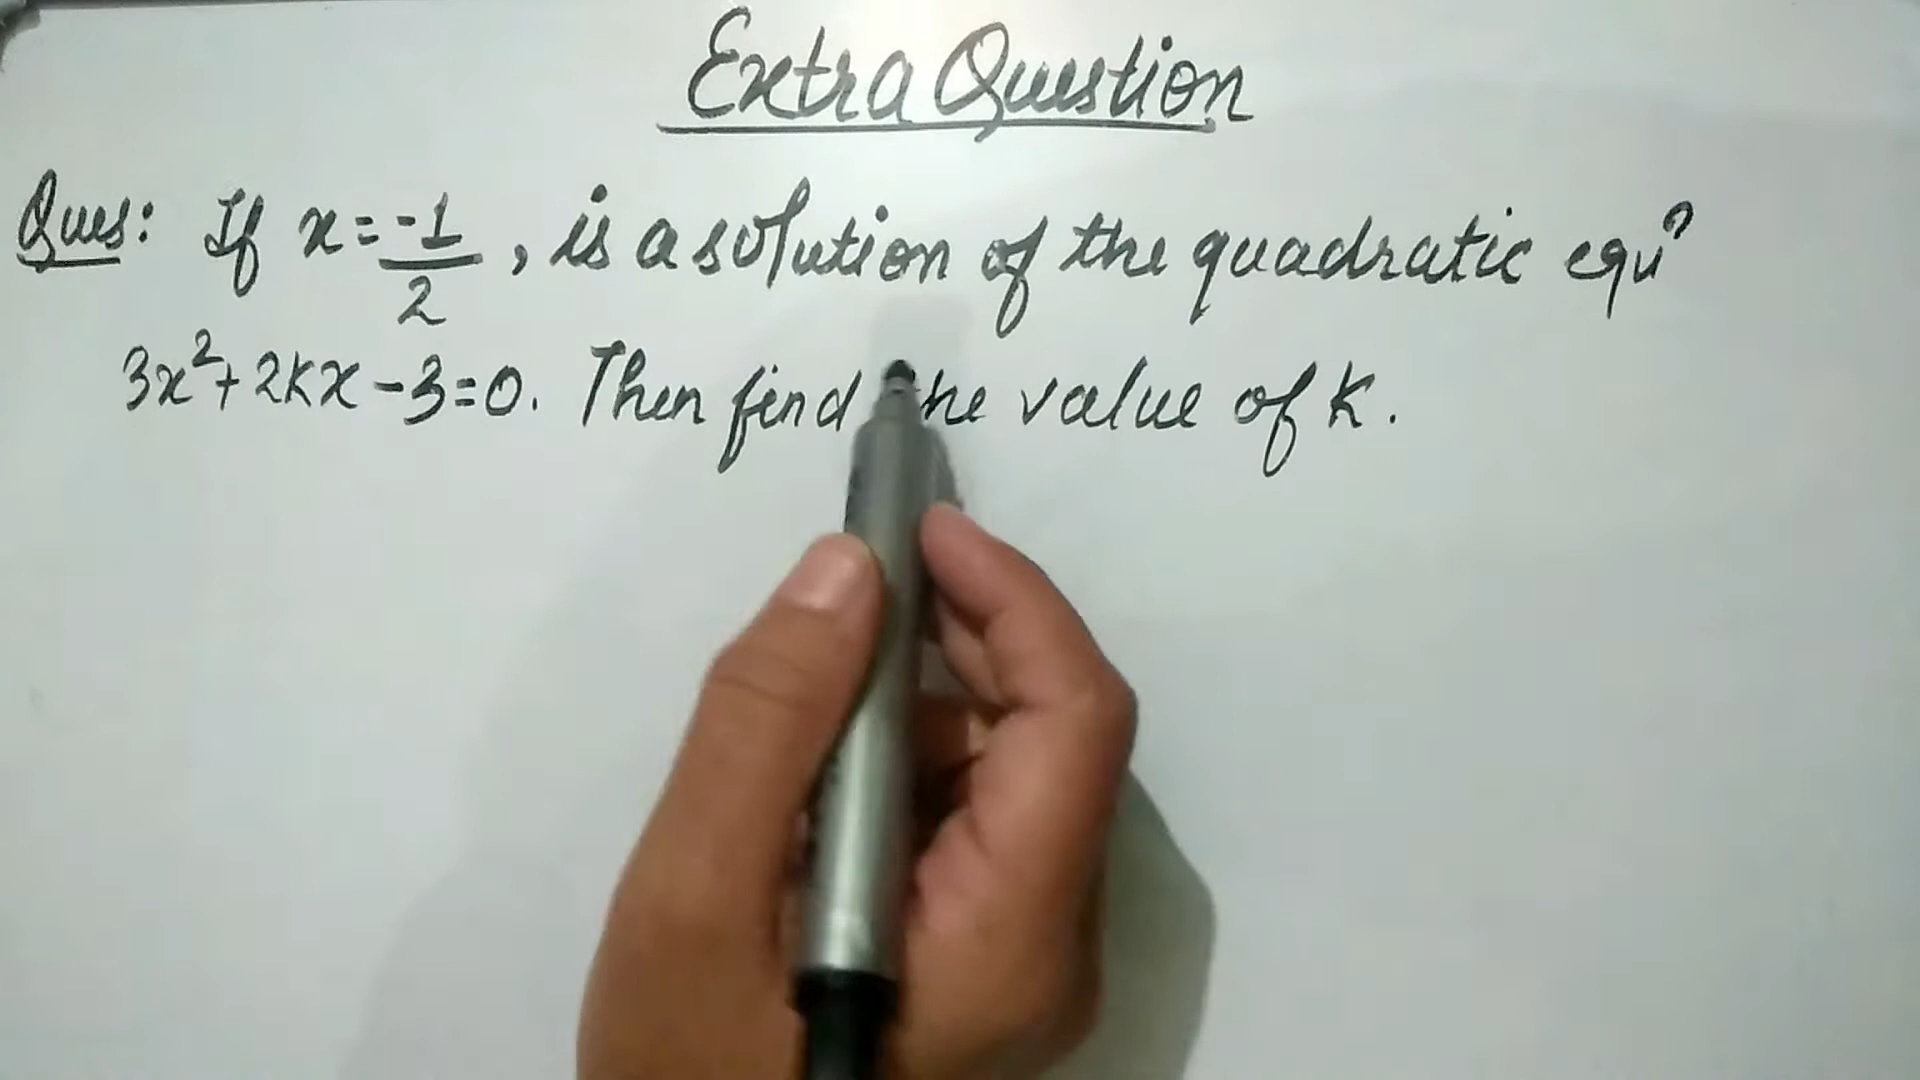 Extra Question
Ques: If x = -1/2, is a solution of the quadratic equⁿ
3x² + 2kx - 3 = 0. Then find the value of k.